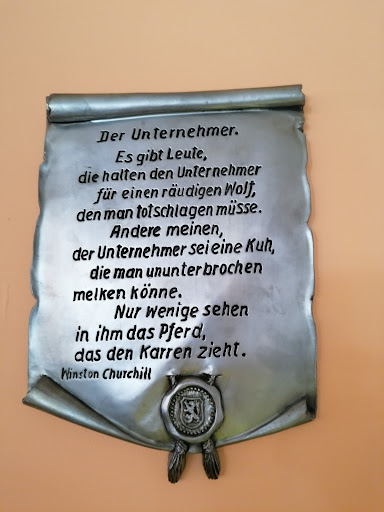 Der Unternehmer.
Es gibt Leute,
die halten den Unternehmer
für einen räudigen Wolf,
den man totschlagen müsse.
Andere meinen,
der Unternehmer sei eine Kuh,
die man ununterbrochen
melken könne.
Nur wenige sehen
in ihm das Pferd,
das den Karren zieht.
Winston Churchill